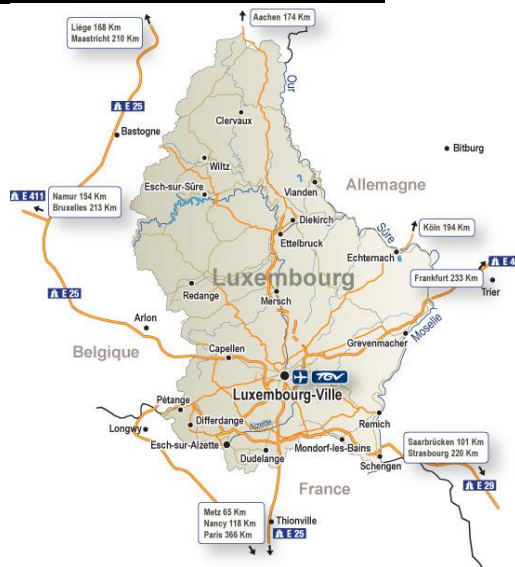 Liège 168 Km
Maastricht 210 Km
Aachen 174 Km
Our
E 25
Clervaux
Bastogne
Bitburg
Wiltz
Allemagne
Esch-sur-Sûre
Vianden
E 411
Namur 154 Km
Bruxelles 213 Km
Diekirch
Sûre
Köln 194 Km
Ettelbruck
Echternach
E 4
Luxembourg
Frankfurt 233 Km
E 25
Redange
Mersch
Trier
Arlon
Moselle
Grevenmacher
Belgique
Capellen
TGV
Luxembourg-Ville
Pétange
Alzette
Remich
Longwy
Differdange
Esch-sur-Alzette
Mondorf-les-Bains
Saarbrücken 101 Km
Strasbourg 220 Km
Dudelange
Schengen
France
E 29
Metz 65 Km
Nancy 118 Km
Paris 366 Km
Thionville
E 25